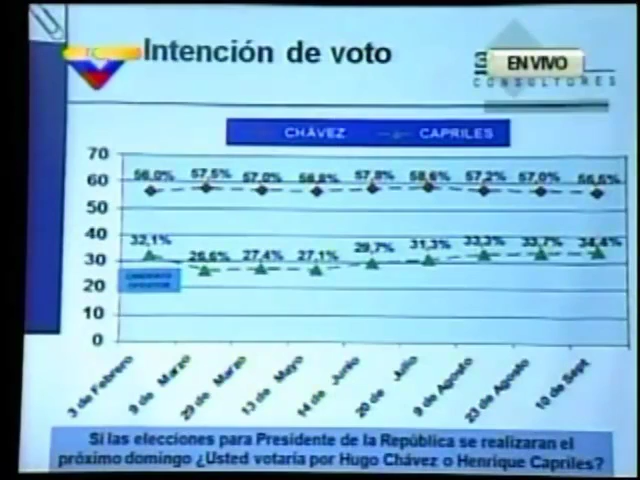 Intención de voto
EN VIVO
CONSULTORES
CHÁVEZ CAPRILES
70
60
50
40
30
20
10
0
56,0% 57,5% 57,0% 56,8% 57,8% 58,6% 57,2% 57,0% 56,6%
32,1% 26,6% 27,4% 27,1% 29,7% 31,3% 33,3% 33,7% 34,4%
3 de Febrero
9 de Marzo
29 de Marzo
13 de Mayo
14 de Junio
20 de Julio
9 de Agosto
23 de Agosto
10 de Sept
Si las elecciones para Presidente de la República se realizaran el
próximo domingo ¿Usted votaría por Hugo Chávez o Henrique Capriles?